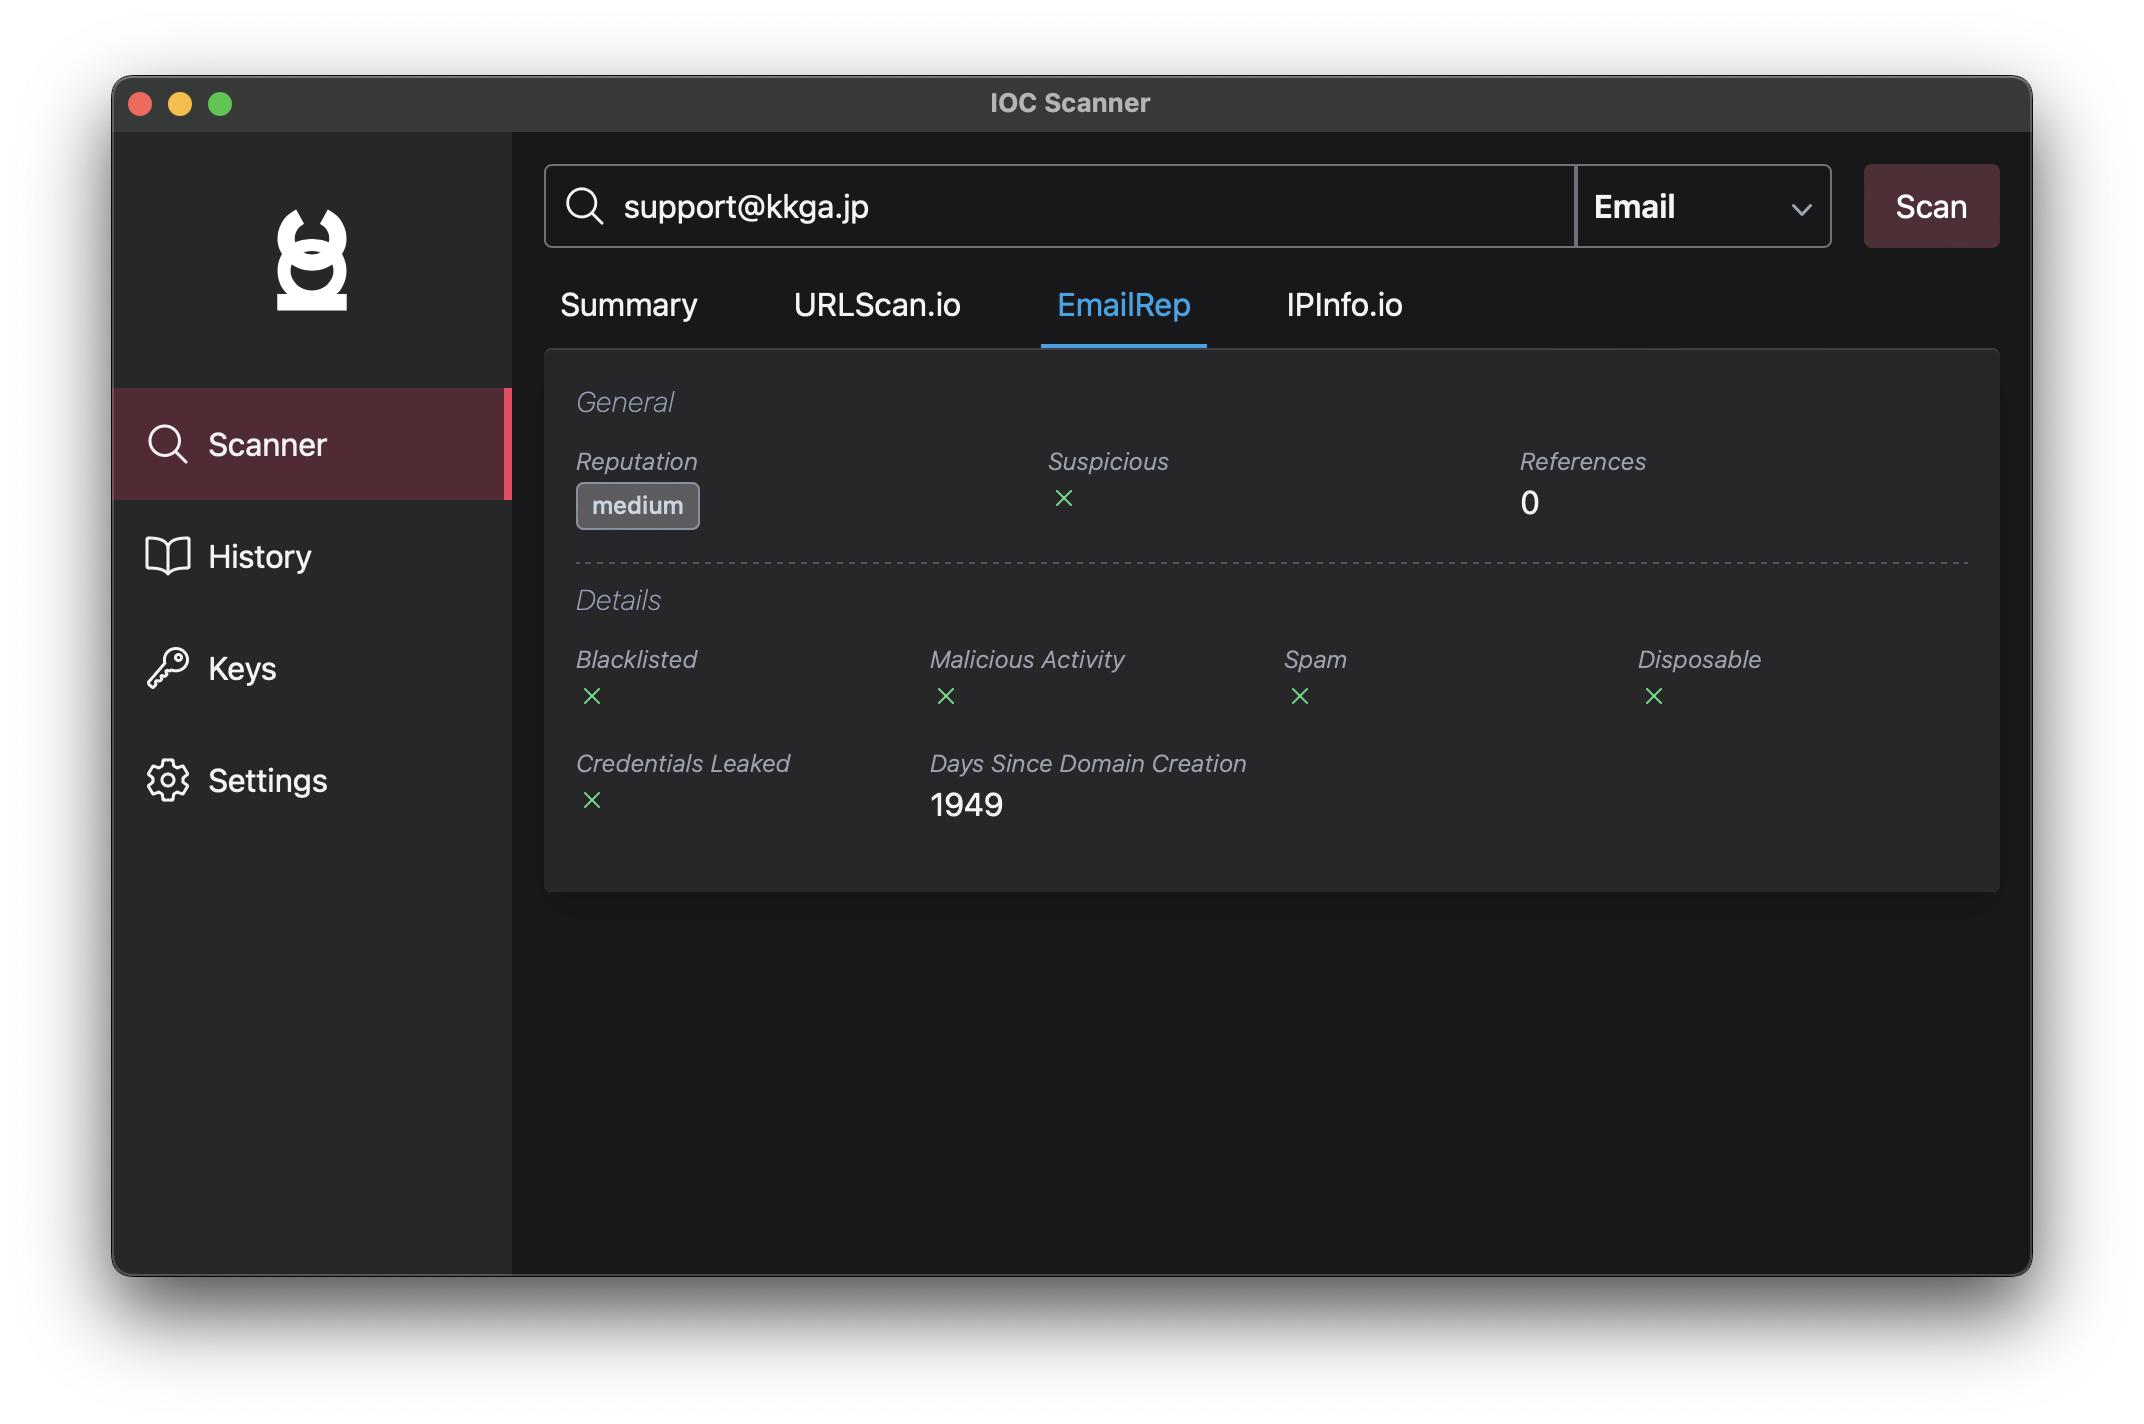 IOC Scanner
support@kkga.jp
Email
Scan
Scanner
History
Keys
Settings
Summary
URLScan.io
EmailRep
IPInfo.io
General
Reputation
Suspicious
References
medium
0
Details
Blacklisted
Malicious Activity
Spam
Disposable
Credentials Leaked
Days Since Domain Creation
1949